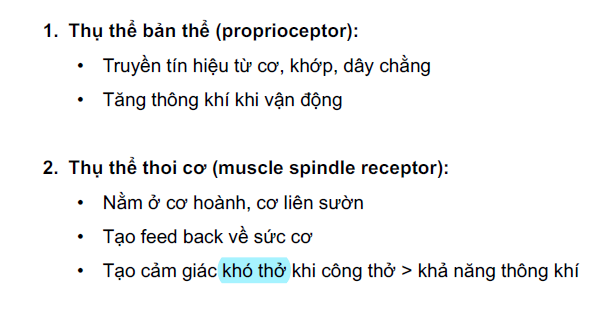 1. Thụ thể bản thể (proprioceptor):
• Truyền tín hiệu từ cơ, khớp, dây chằng
• Tăng thông khí khi vận động
2. Thụ thể thoi cơ (muscle spindle receptor):
• Nằm ở cơ hoành, cơ liên sườn
• Tạo feed back về sức cơ
• Tạo cảm giác khó thở khi công thở > khả năng thông khí